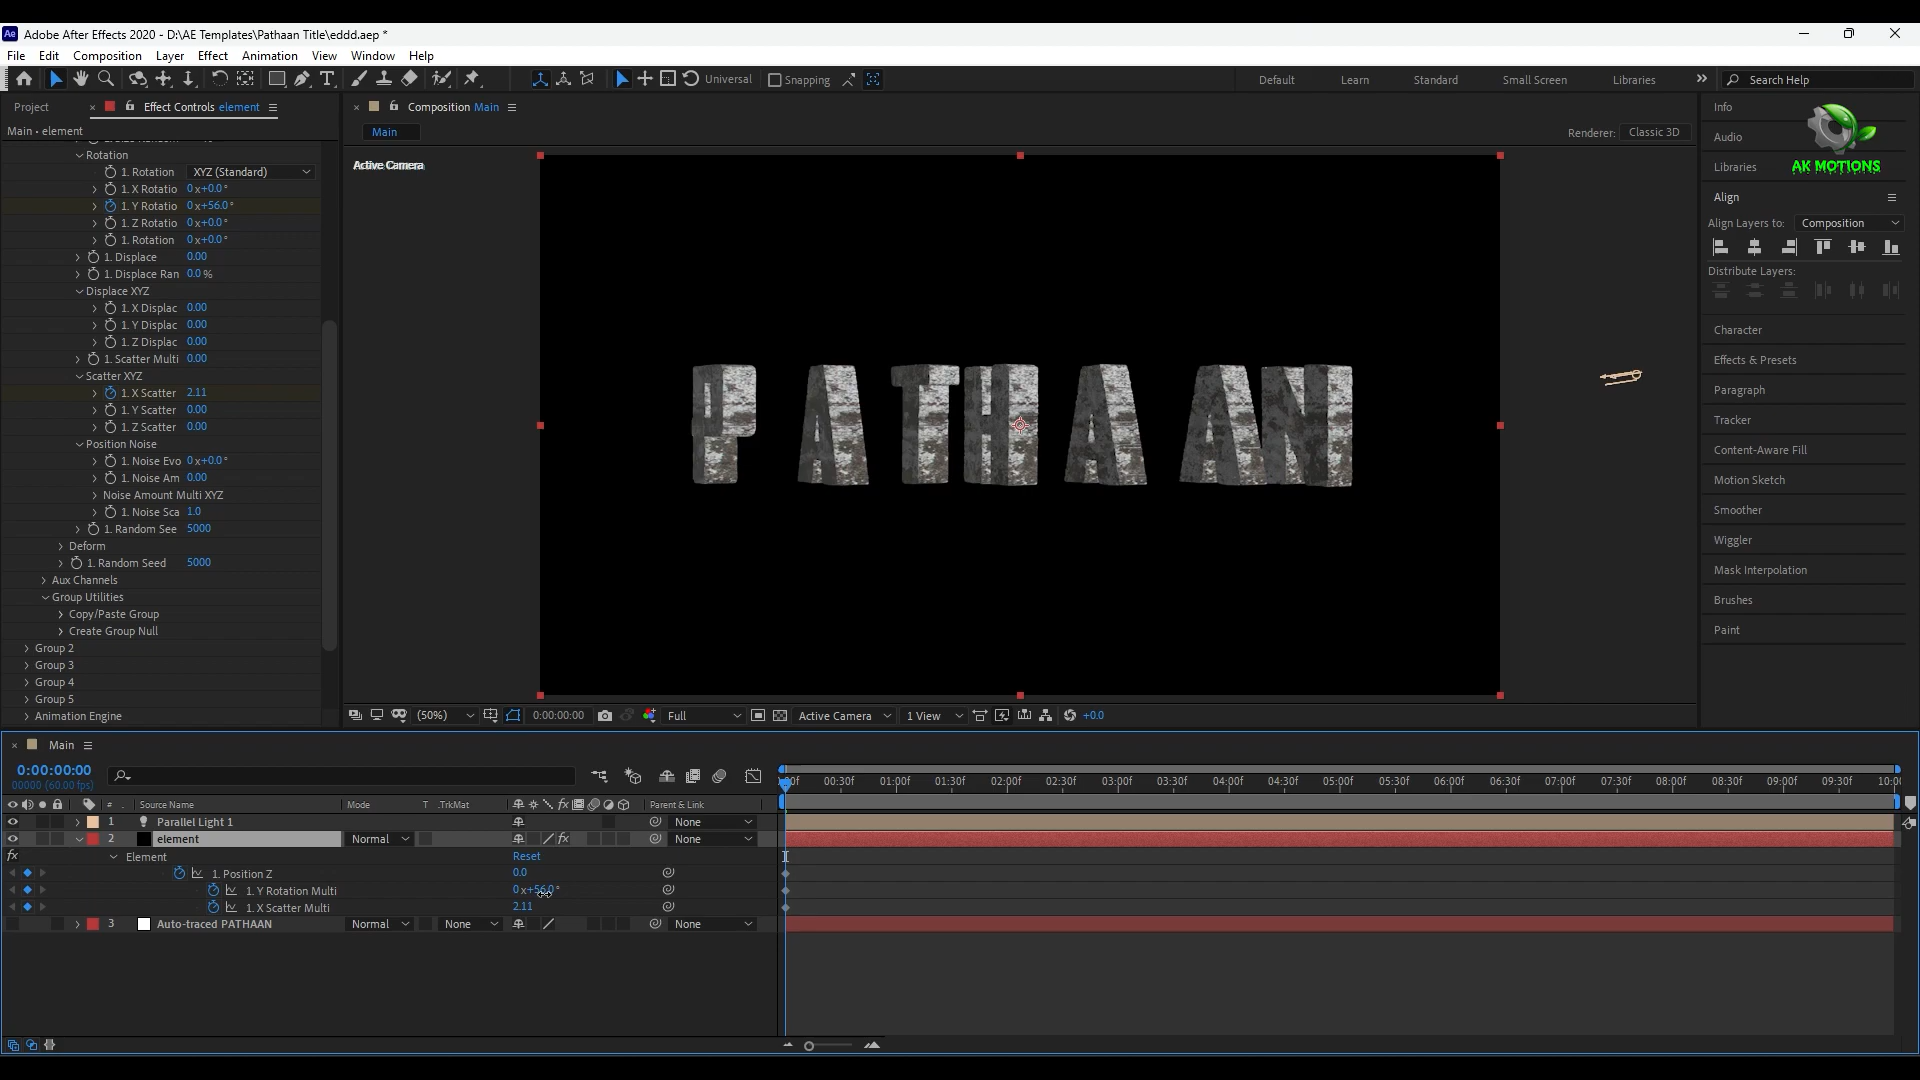 Adobe After Effects 2020 - D:\AE Templates\Pathaan Title\eddd.aep *
File Edit Composition Layer Effect Animation View Window Help
Universal Snapping Default Learn Standard Small Screen Libraries Search Help
Project Effect Controls element
Composition Main
Main • element
Main
Renderer: Classic 3D
Active Camera
Rotation
1. Rotation XYZ (Standard)
1. X Rotatio 0x+0.0°
1. Y Rotatio 0x+56.0°
1. Z Rotatio 0x+0.0°
1. Rotation 0x+0.0°
1. Displace 0.00
1. Displace Ran 0.0 %
Displace XYZ
1. X Displac 0.00
1. Y Displac 0.00
1. Z Displac 0.00
1. Scatter Multi 0.00
Scatter XYZ
1. X Scatter 2.11
1. Y Scatter 0.00
1. Z Scatter 0.00
Position Noise
1. Noise Evo 0x+0.0°
1. Noise Am 0.00
Noise Amount Multi XYZ
1. Noise Sca 1.0
1. Random See 5000
Deform
1. Random Seed 5000
Aux Channels
Group Utilities
Copy/Paste Group
Create Group Null
Group 2
Group 3
Group 4
Group 5
Animation Engine
PATHAAN
(50%) 0:00:00:00 Full Active Camera 1 View +0.0
Info
Audio
Libraries
AK MOTIONS
Align
Align Layers to: Composition
Distribute Layers:
Character
Effects & Presets
Paragraph
Tracker
Content-Aware Fill
Motion Sketch
Smoother
Wiggler
Mask Interpolation
Brushes
Paint
Main
0:00:00:00
00000 (60.00 fps)
:00f 00:30f 01:00f 01:30f 02:00f 02:30f 03:00f 03:30f 04:00f 04:30f 05:00f 05:30f 06:00f 06:30f 07:00f 07:30f 08:00f 08:30f 09:00f 09:30f 10:0
# Source Name Mode T .TrkMat Parent & Link
1 Parallel Light 1 None
2 element Normal None
Element Reset
1. Position Z 0.0
1. Y Rotation Multi 0x+56.0°
1. X Scatter Multi 2.11
3 Auto-traced PATHAAN Normal None None